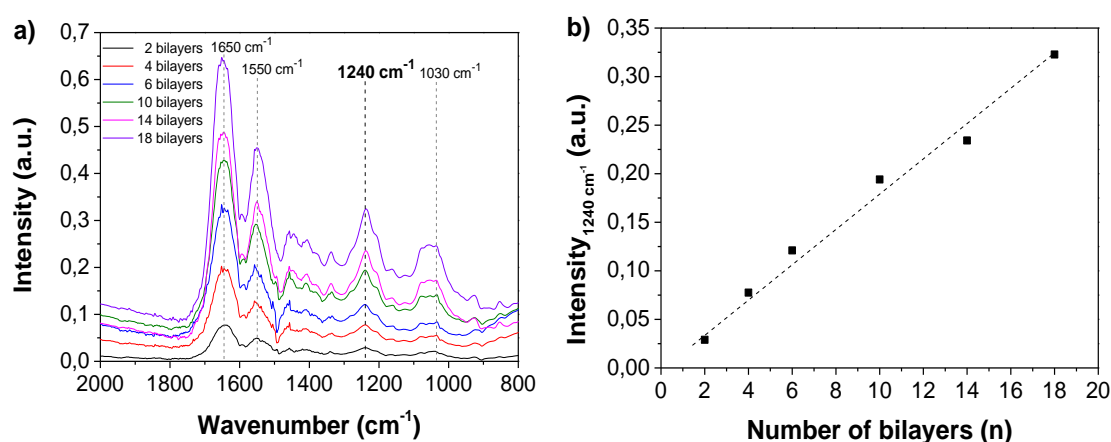 a)
0,7
0,6
0,5
0,4
0,3
0,2
0,1
0,0
Intensity (a.u.)
2 bilayers
4 bilayers
6 bilayers
10 bilayers
14 bilayers
18 bilayers
1650 cm-1
1550 cm-1
1240 cm-1
1030 cm-1
2000 1800 1600 1400 1200 1000 800
Wavenumber (cm-1)
b)
0,35
0,30
0,25
0,20
0,15
0,10
0,05
0,00
Intensity1240 cm-1 (a.u.)
0 2 4 6 8 10 12 14 16 18 20
Number of bilayers (n)